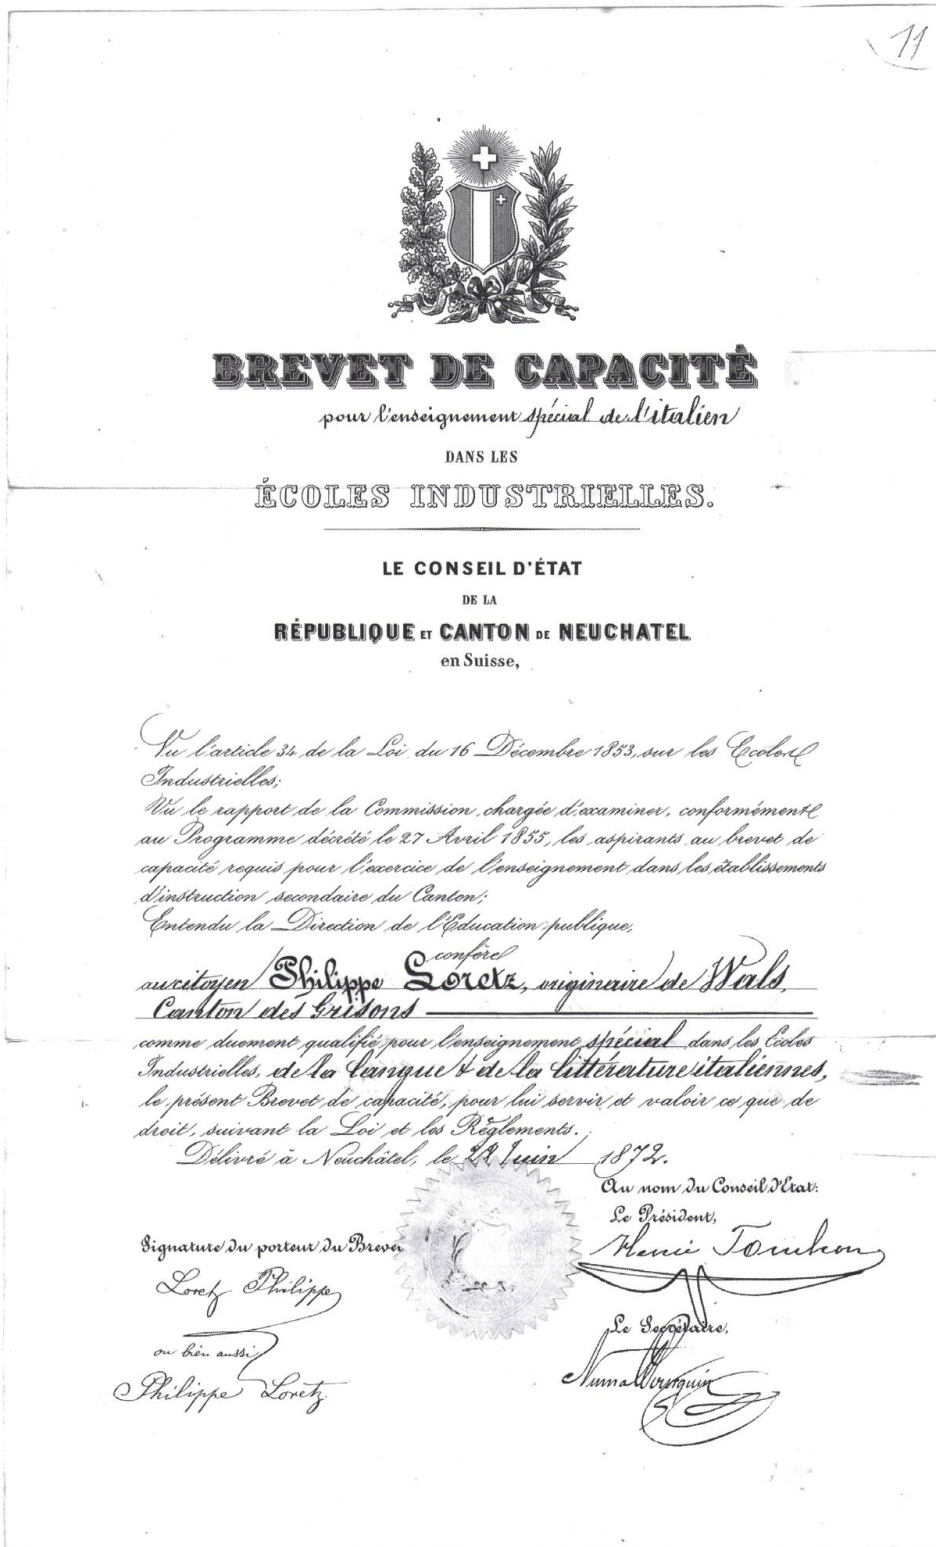 11
BREVET DE CAPACITÉ
pour l'enseignement spécial de l'italien
DANS LES
ÉCOLES INDUSTRIELLES.
LE CONSEIL D'ÉTAT
DE LA
RÉPUBLIQUE ET CANTON DE NEUCHATEL
en Suisse,
Vu l'article 34 de la Loi du 16 Décembre 1853, sur les Ecoles
Industrielles;
Vu le rapport de la Commission chargée d'examiner, conformément
au Programme décrété le 27 Avril 1855, les aspirants au brevet de
capacité requis pour l'exercice de l'enseignement dans les établissements
d'instruction secondaire du Canton;
Entendu la Direction de l'Education publique,
confère
au citoyen Philippe Loretz, originaire de Wals,
Canton des Grisons
comme duement qualifié pour l'enseignement spécial dans les Ecoles
Industrielles, de la langue & de la littérature italiennes,
le présent Brevet de capacité, pour lui servir et valoir ce que de
droit, suivant la Loi et les Règlements.
Délivré à Neuchâtel, le 22 Juin 1872.
Au nom du Conseil d'Etat:
Le Président,
Signature du porteur du Brevet
Loretz Philippe
Le Secrétaire,
ou bien aussi
Philippe Loretz